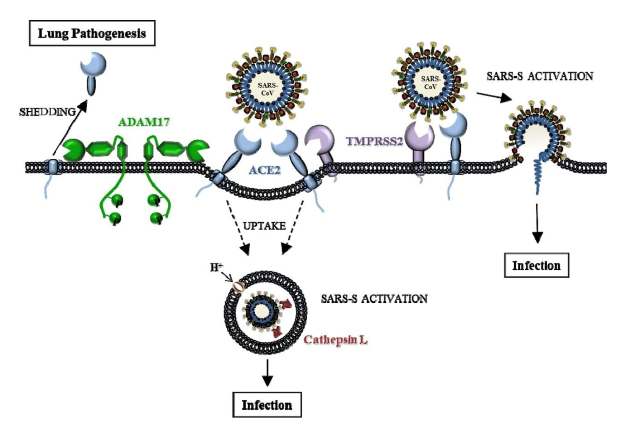 Lung Pathogenesis
SHEDDING
ADAM17
SARS-
CoV
ACE2
TMPRSS2
SARS-
CoV
SARS-S ACTIVATION
UPTAKE
H+
SARS-S ACTIVATION
Cathepsin L
Infection
Infection